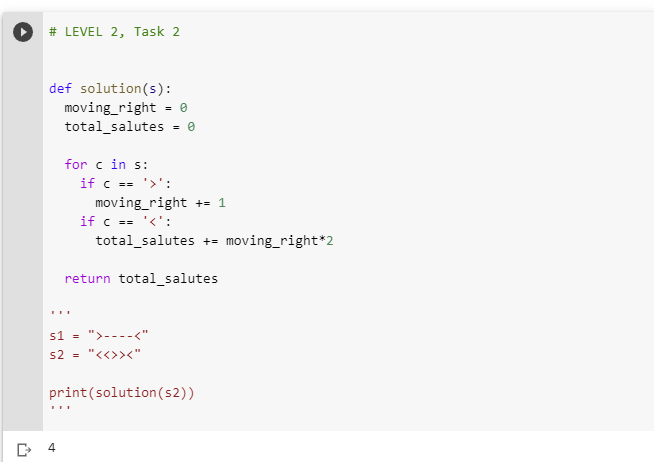 # LEVEL 2, Task 2
def solution(s):
  moving_right = 0
  total_salutes = 0
  for c in s:
    if c == '>':
      moving_right += 1
    if c == '<':
      total_salutes += moving_right*2
  return total_salutes
'''
s1 = ">----<"
s2 = "<<>><"
print(solution(s2))
'''
4